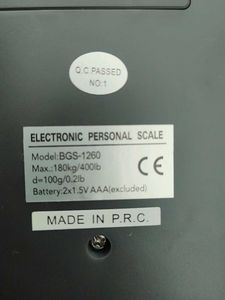 Q.C.PASSED
NO:1
ELECTRONIC PERSONAL SCALE
Model:BGS-1260
Max.:180kg/400lb
d=100g/0.2lb
Battery:2x1.5V AAA(excluded)
CE
MADE IN P.R.C.